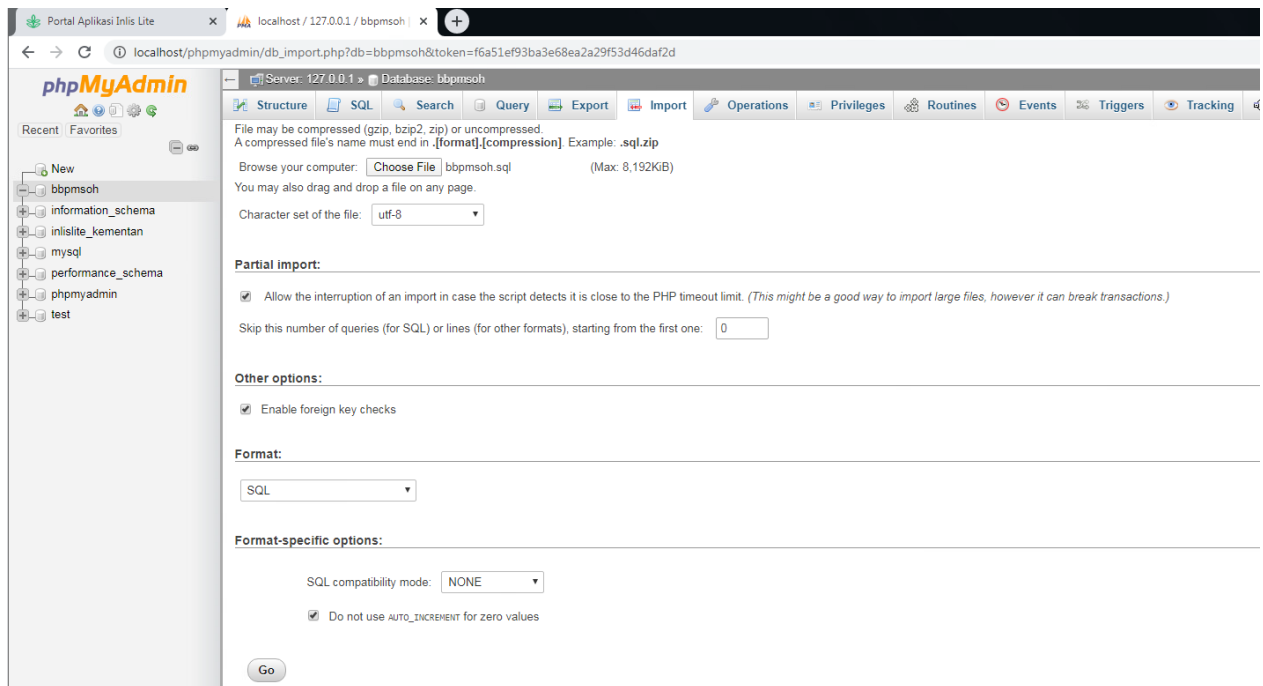 Portal Aplikasi Inlis Lite
localhost / 127.0.0.1 / bbpmsoh |
localhost/phpmyadmin/db_import.php?db=bbpmsoh&token=f6a51ef93ba3e68ea2a29f53d46daf2d
phpMyAdmin
Recent Favorites
New
bbpmsoh
information_schema
inlislite_kementan
mysql
performance_schema
phpmyadmin
test
Server: 127.0.0.1 » Database: bbpmsoh
Structure SQL Search Query Export Import Operations Privileges Routines Events Triggers Tracking
File may be compressed (gzip, bzip2, zip) or uncompressed.
A compressed file's name must end in .[format].[compression]. Example: .sql.zip
Browse your computer: Choose File bbpmsoh.sql (Max: 8,192KiB)
You may also drag and drop a file on any page.
Character set of the file: utf-8
Partial import:
Allow the interruption of an import in case the script detects it is close to the PHP timeout limit. (This might be a good way to import large files, however it can break transactions.)
Skip this number of queries (for SQL) or lines (for other formats), starting from the first one: 0
Other options:
Enable foreign key checks
Format:
SQL
Format-specific options:
SQL compatibility mode: NONE
Do not use AUTO_INCREMENT for zero values
Go